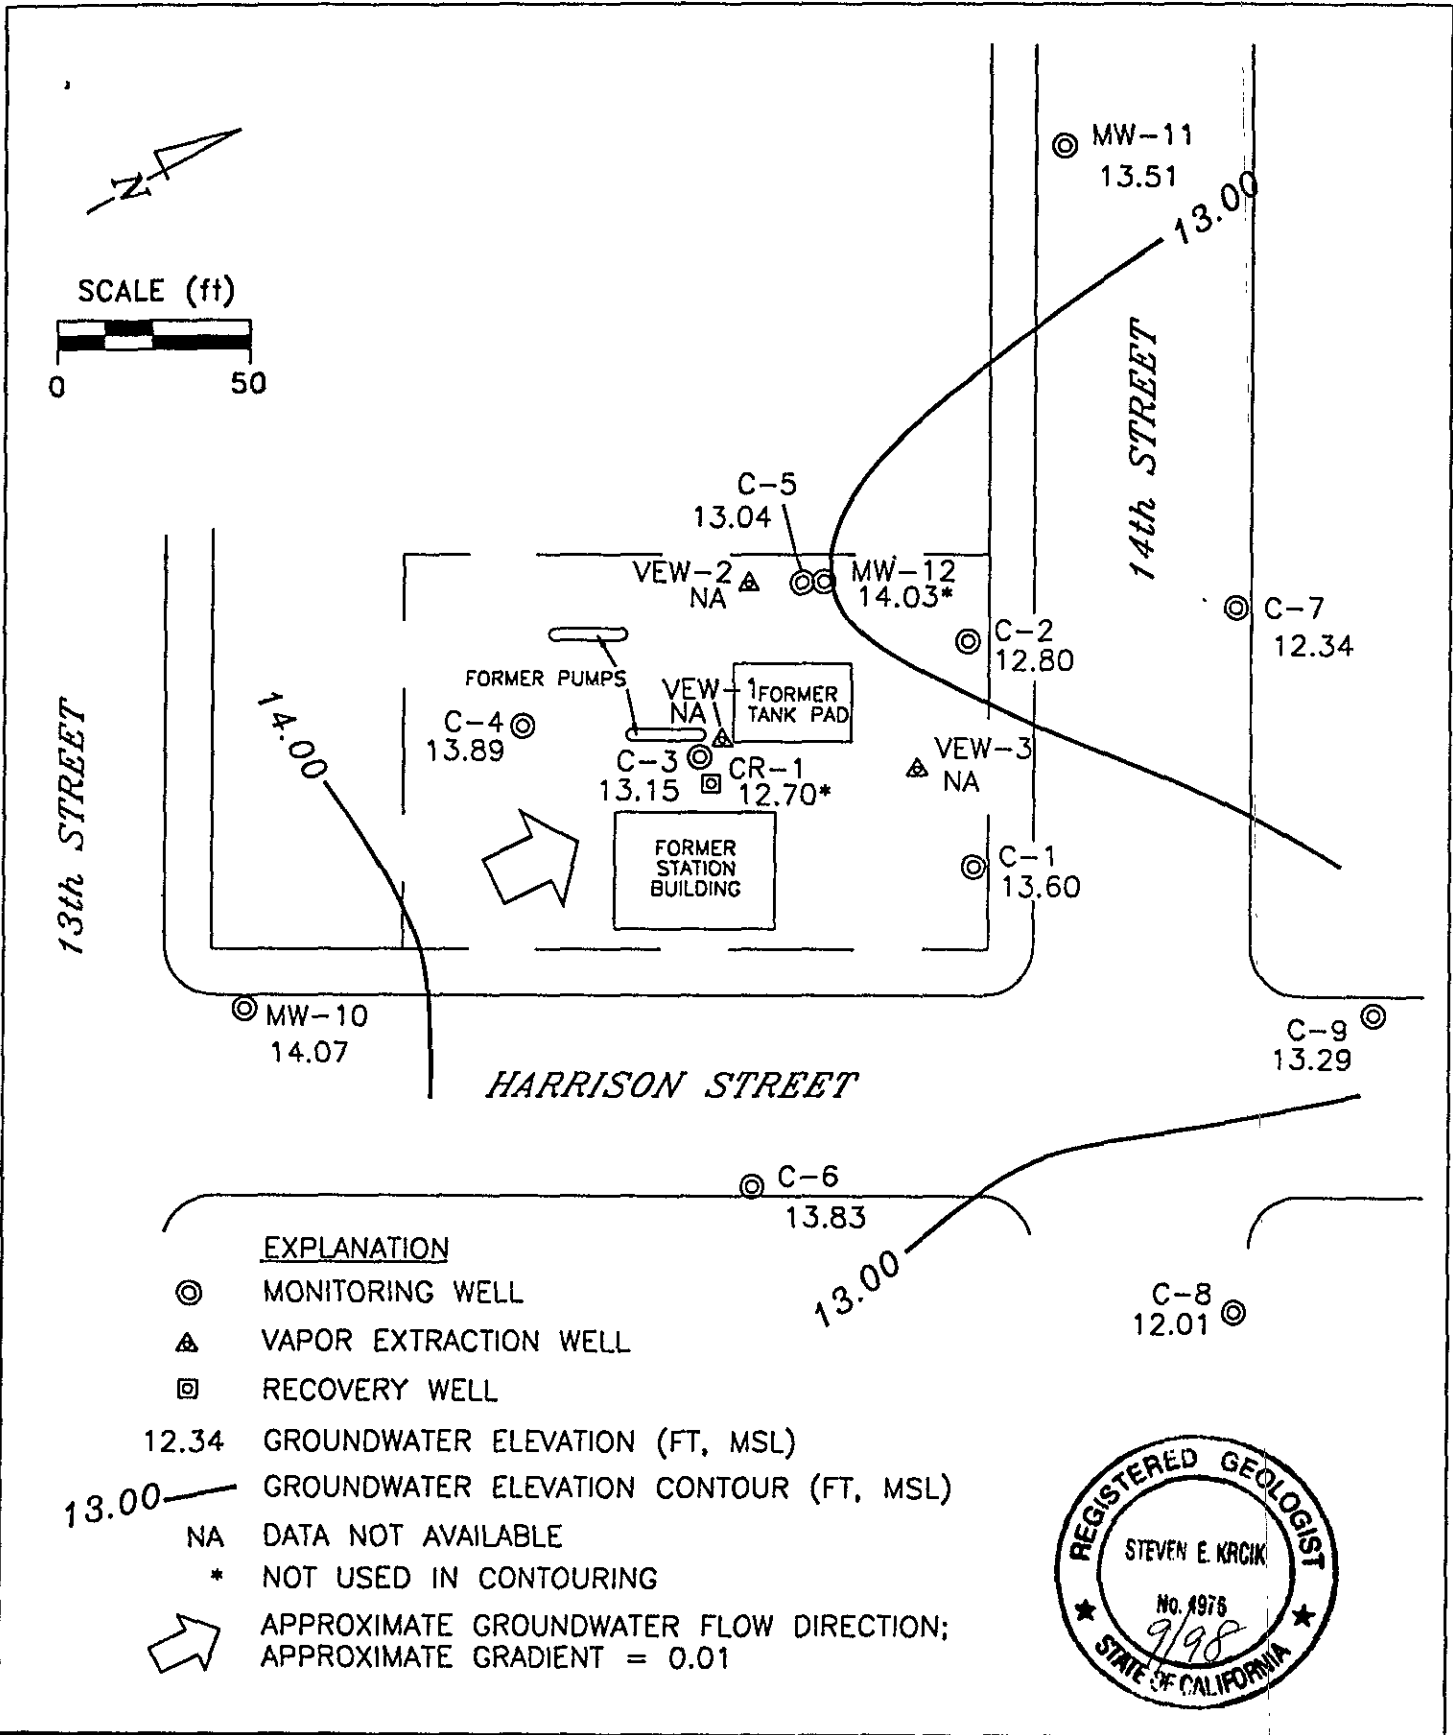 MW-11
13.51
13.00
N
SCALE (ft)
0 50
14th STREET
C-5
13.04
VEW-2
NA
MW-12
14.03*
C-7
12.34
C-2
12.80
FORMER PUMPS
VEW-1
NA
FORMER
TANK PAD
14.00
C-4
13.89
C-3
13.15
CR-1
12.70*
VEW-3
NA
13th STREET
FORMER
STATION
BUILDING
C-1
13.60
MW-10
14.07
C-9
13.29
HARRISON STREET
C-6
13.83
13.00
C-8
12.01
EXPLANATION
MONITORING WELL
VAPOR EXTRACTION WELL
RECOVERY WELL
12.34 GROUNDWATER ELEVATION (FT, MSL)
13.00 GROUNDWATER ELEVATION CONTOUR (FT, MSL)
NA DATA NOT AVAILABLE
* NOT USED IN CONTOURING
APPROXIMATE GROUNDWATER FLOW DIRECTION;
APPROXIMATE GRADIENT = 0.01
REGISTERED GEOLOGIST
STEVEN E. KRCIK
No. 4976
9/98
STATE OF CALIFORNIA